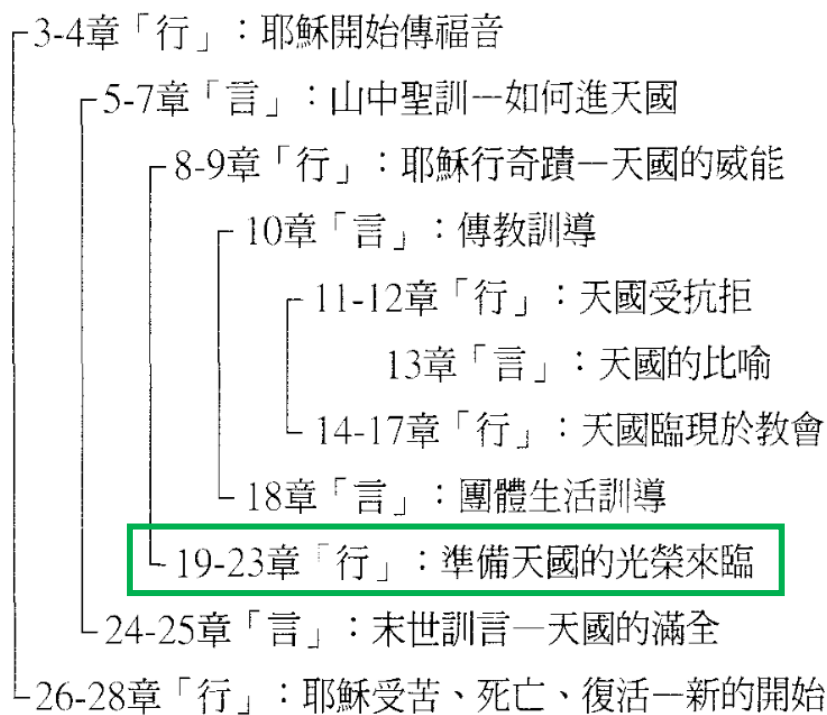 3-4章「行」：耶穌開始傳福音
5-7章「言」：山中聖訓—如何進天國
8-9章「行」：耶穌行奇蹟—天國的威能
10章「言」：傳教訓導
11-12章「行」：天國受抗拒
13章「言」：天國的比喻
14-17章「行」：天國臨現於教會
18章「言」：團體生活訓導
19-23章「行」：準備天國的光榮來臨
24-25章「言」：末世訓言—天國的滿全
26-28章「行」：耶穌受苦、死亡、復活—新的開始